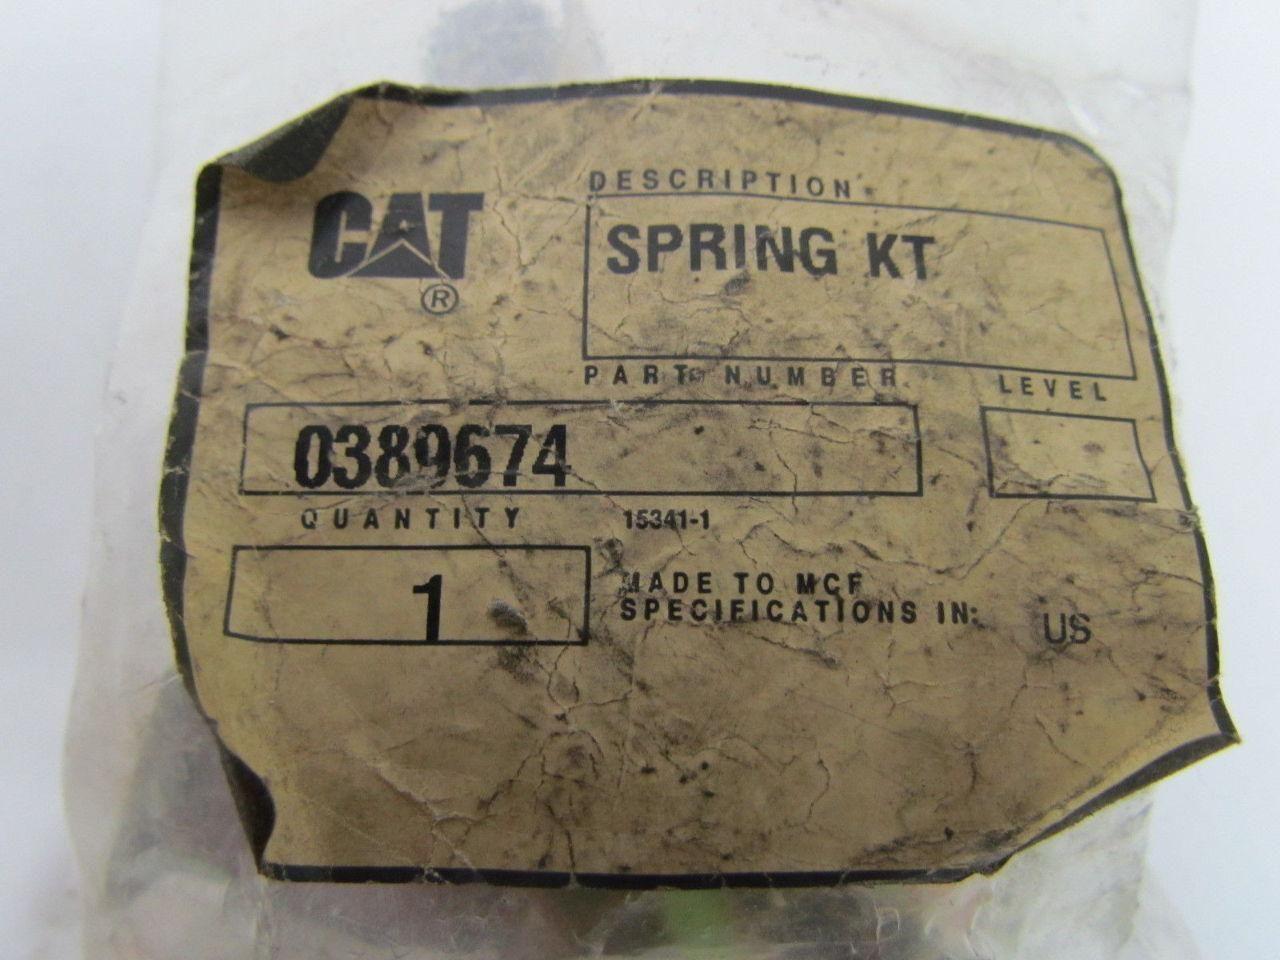 CAT
®
DESCRIPTION
SPRING KT
PART NUMBER
LEVEL
0389674
QUANTITY
15341-1
1
MADE TO MCF
SPECIFICATIONS IN:
US